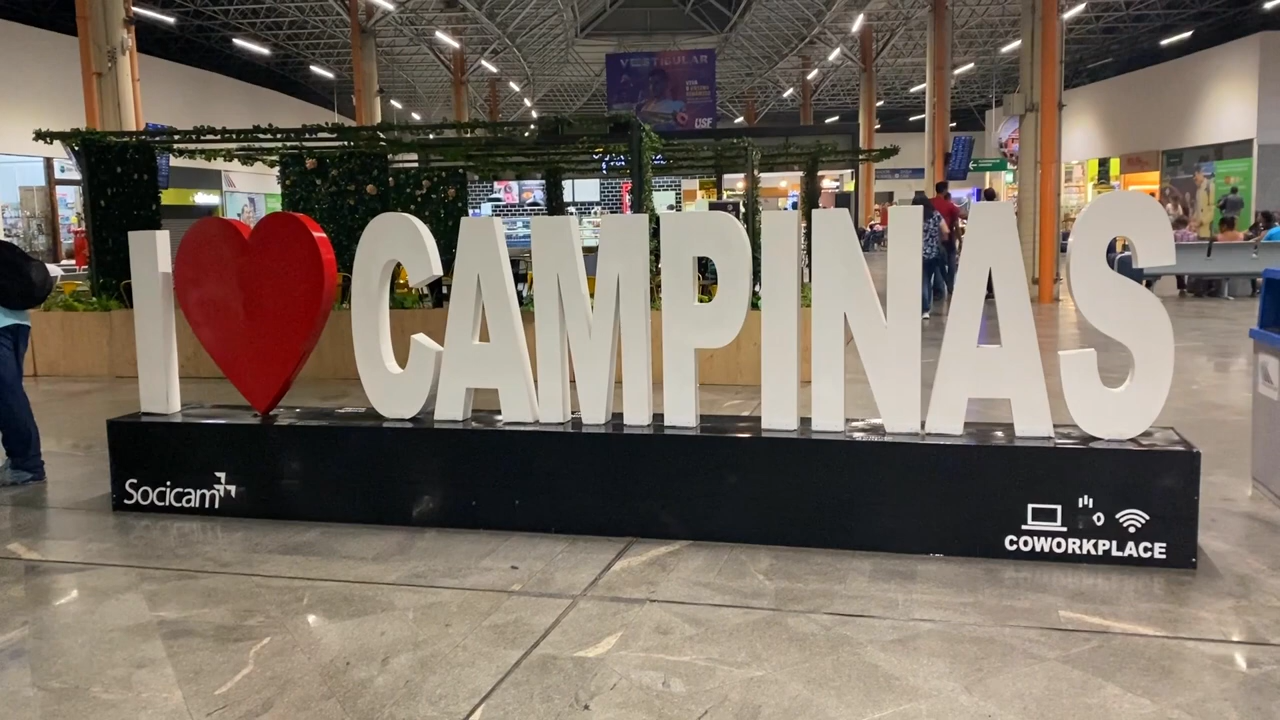 VESTIBULAR
USF
I CAMPINAS
Socicam
COWORKPLACE